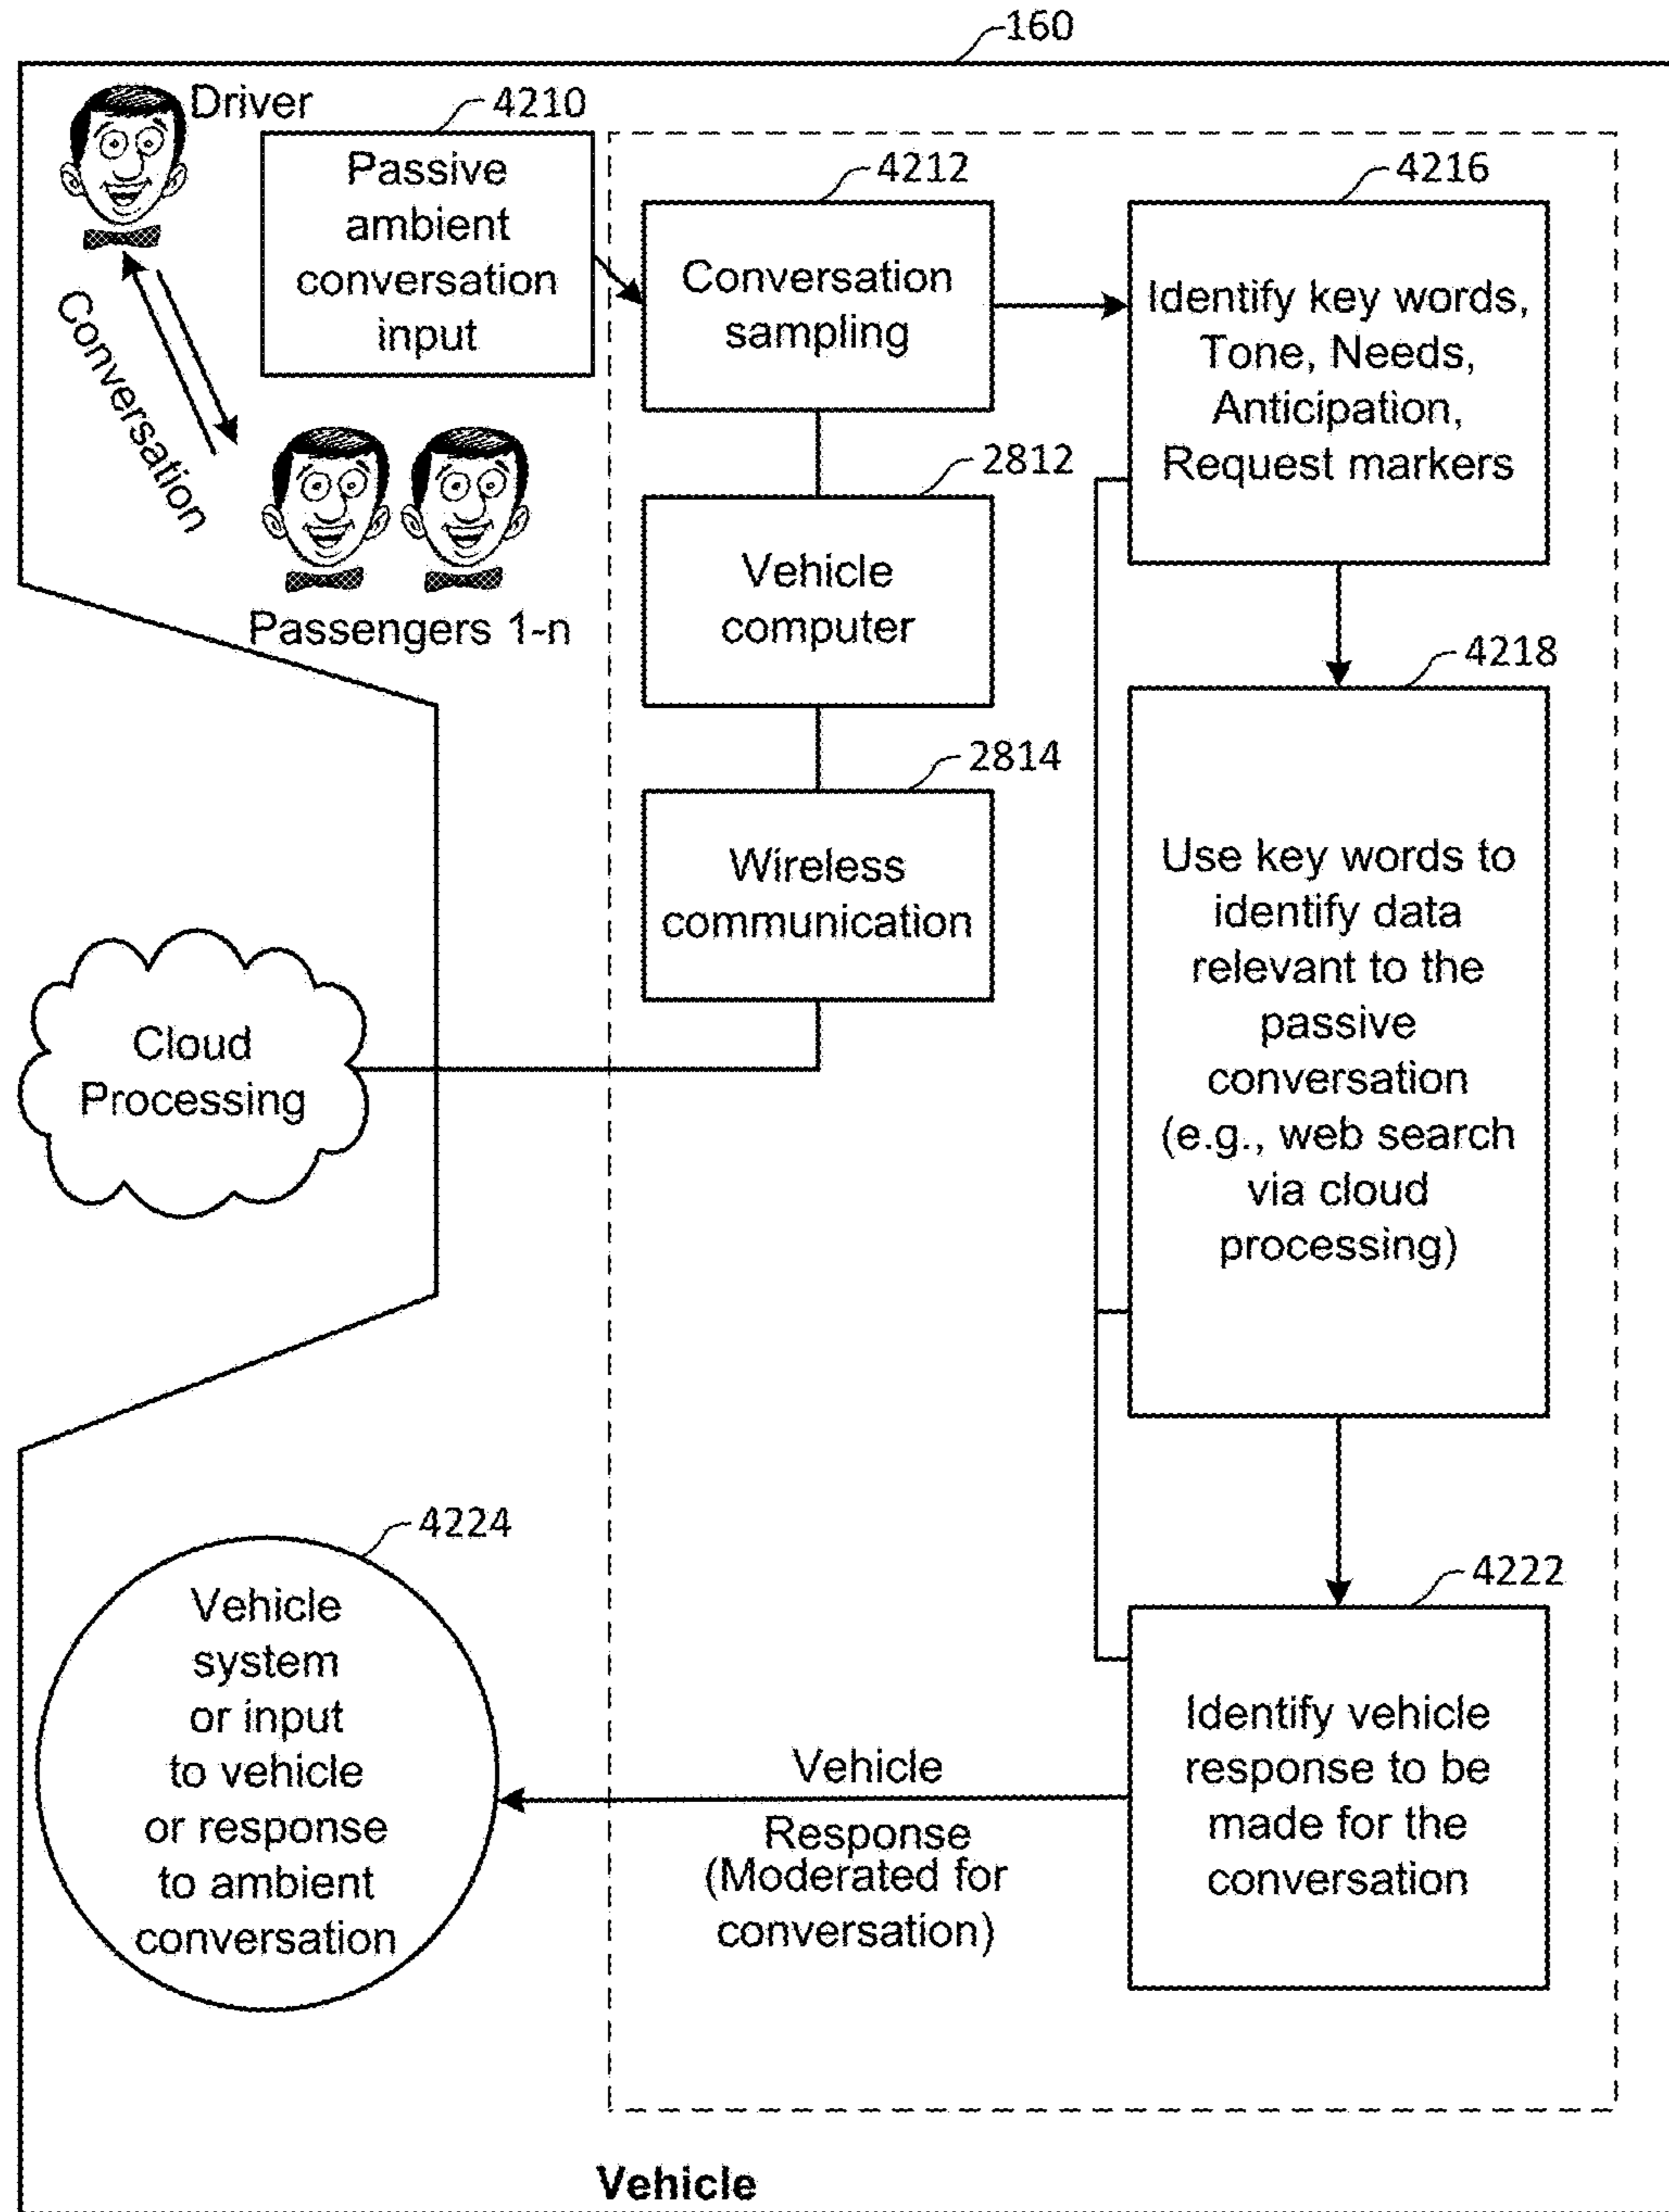 160
Driver
4210
Passive
ambient
conversation
input
Conversation
Passengers 1-n
4212
Conversation
sampling
2812
Vehicle
computer
2814
Wireless
communication
Cloud
Processing
4216
Identify key words,
Tone, Needs,
Anticipation,
Request markers
4218
Use key words to
identify data
relevant to the
passive
conversation
(e.g., web search
via cloud
processing)
4222
Identify vehicle
response to be
made for the
conversation
Vehicle
Response
(Moderated for
conversation)
4224
Vehicle
system
or input
to vehicle
or response
to ambient
conversation
Vehicle